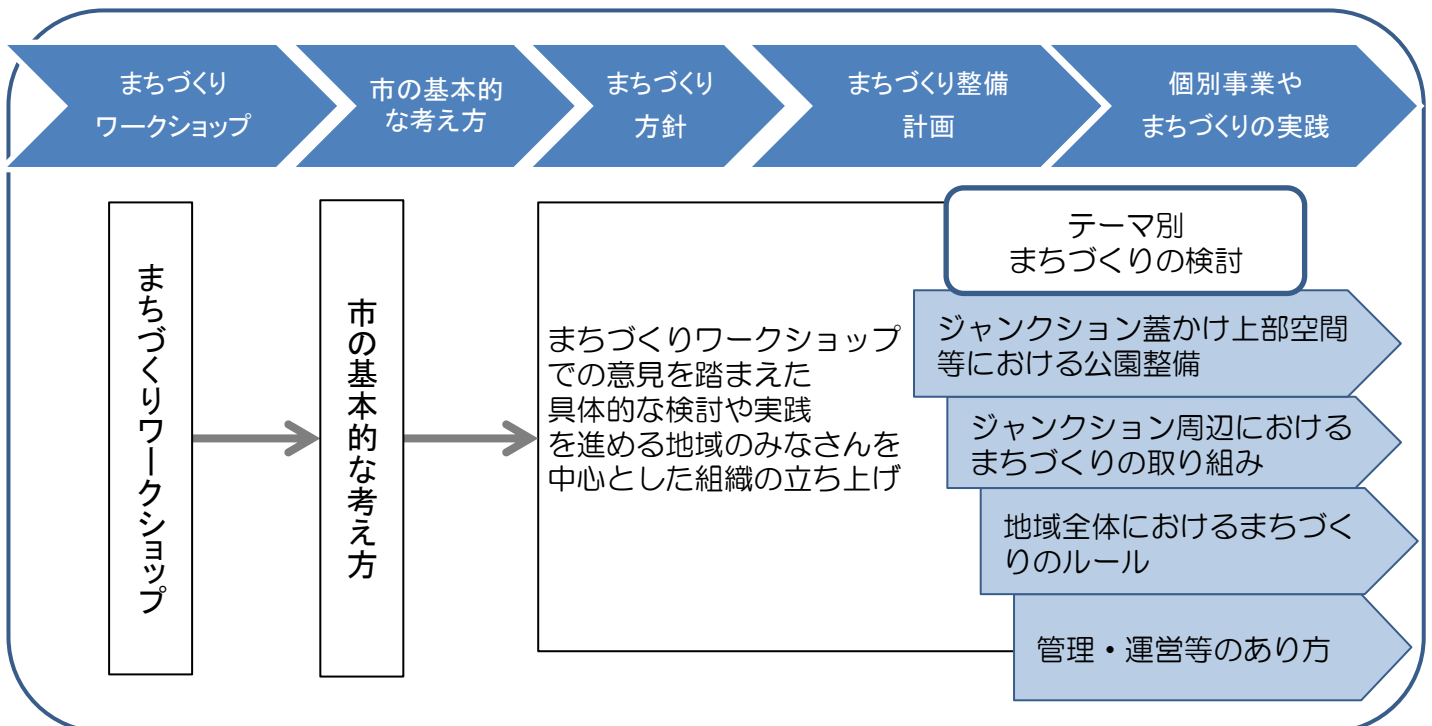 まちづくり
ワークショップ
市の基本的
な考え方
まちづくり
方針
まちづくり整備
計画
個別事業や
まちづくりの実践
まちづくりワークショップ
市の基本的な考え方
まちづくりワークショップ
での意見を踏まえた
具体的な検討や実践
を進める地域のみなさんを
中心とした組織の立ち上げ
テーマ別
まちづくりの検討
ジャンクション蓋かけ上部空間
等における公園整備
ジャンクション周辺における
まちづくりの取り組み
地域全体におけるまちづく
りのルール
管理・運営等のあり方